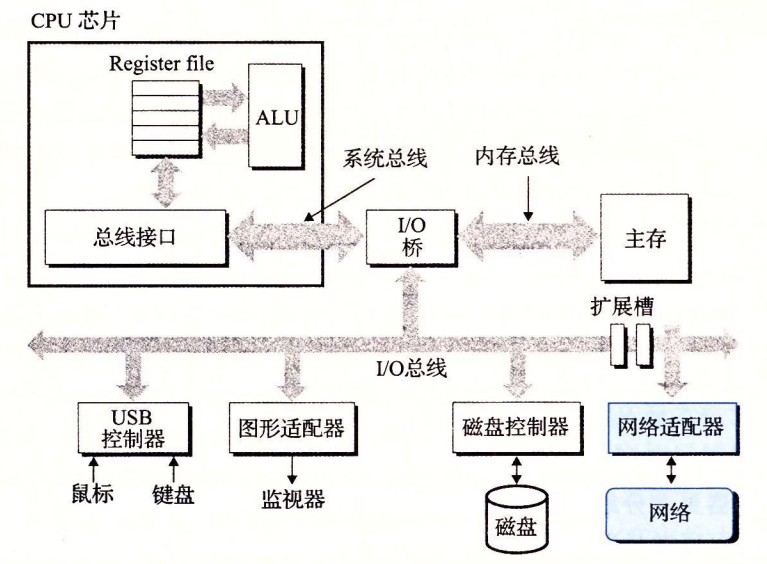 CPU 芯片
Register file
ALU
系统总线
内存总线
总线接口
I/O
桥
主存
扩展槽
I/O总线
USB
控制器
图形适配器
磁盘控制器
网络适配器
鼠标
键盘
监视器
磁盘
网络